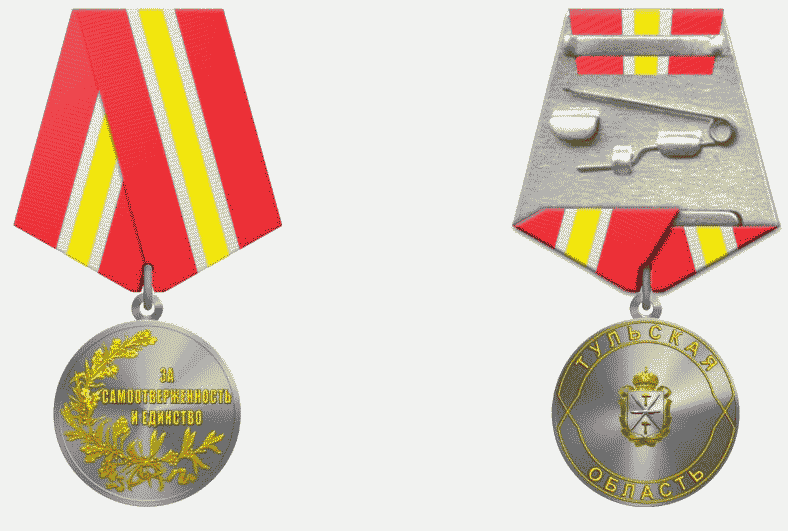 ЗА
САМООТВЕРЖЕННОСТЬ
И ЕДИНСТВО
ТУЛЬСКАЯ
Т
Т
ОБЛАСТЬ